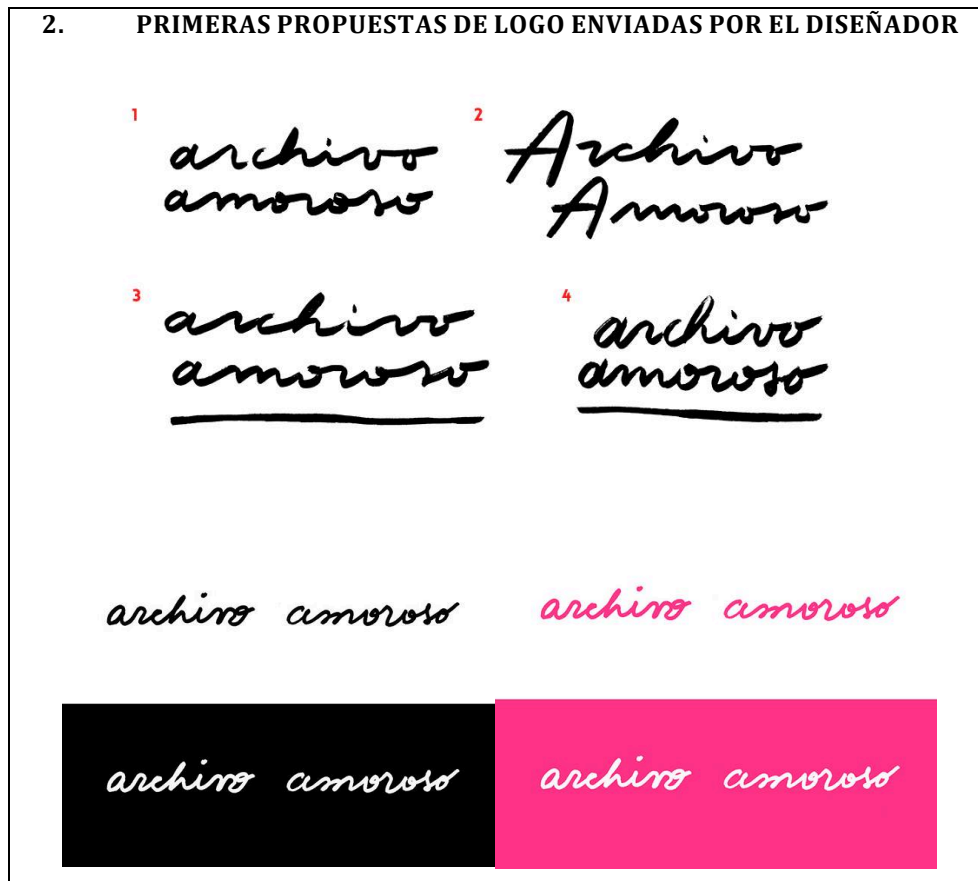 2. PRIMERAS PROPUESTAS DE LOGO ENVIADAS POR EL DISEÑADOR
1
archivo
amoroso
2
Archivo
Amoroso
3
archivo
amoroso
4
archivo
amoroso
archivo amoroso
archivo amoroso
archivo amoroso
archivo amoroso